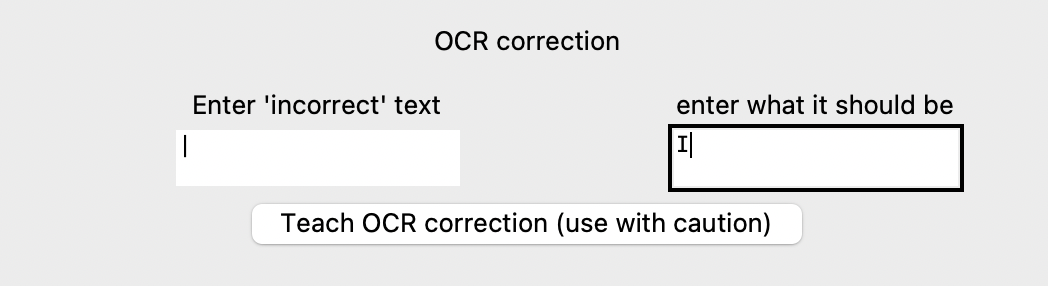 OCR correction
Enter 'incorrect' text
enter what it should be
|
I
Teach OCR correction (use with caution)